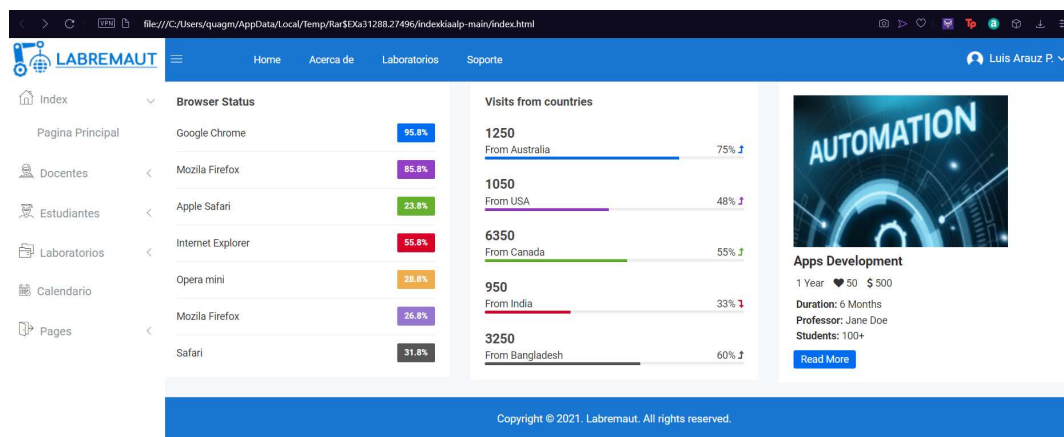 VPN
file:///C:/Users/quagm/AppData/Local/Temp/Rar$EXa31288.27496/indexkiaalp-main/index.html
Tp
a
LABREMAUT
Home Acerca de Laboratorios Soporte
Luis Arauz P.
Index
Pagina Principal
Docentes
Estudiantes
Laboratorios
Calendario
Pages
Browser Status
Google Chrome 95.8%
Mozila Firefox 85.8%
Apple Safari 23.8%
Internet Explorer 55.8%
Opera mini 28.8%
Mozila Firefox 26.8%
Safari 31.8%
Visits from countries
1250
From Australia 75%
1050
From USA 48%
6350
From Canada 55%
950
From India 33%
3250
From Bangladesh 60%
AUTOMATION
Apps Development
1 Year 50 $ 500
Duration: 6 Months
Professor: Jane Doe
Students: 100+
Read More
Copyright © 2021. Labremaut. All rights reserved.